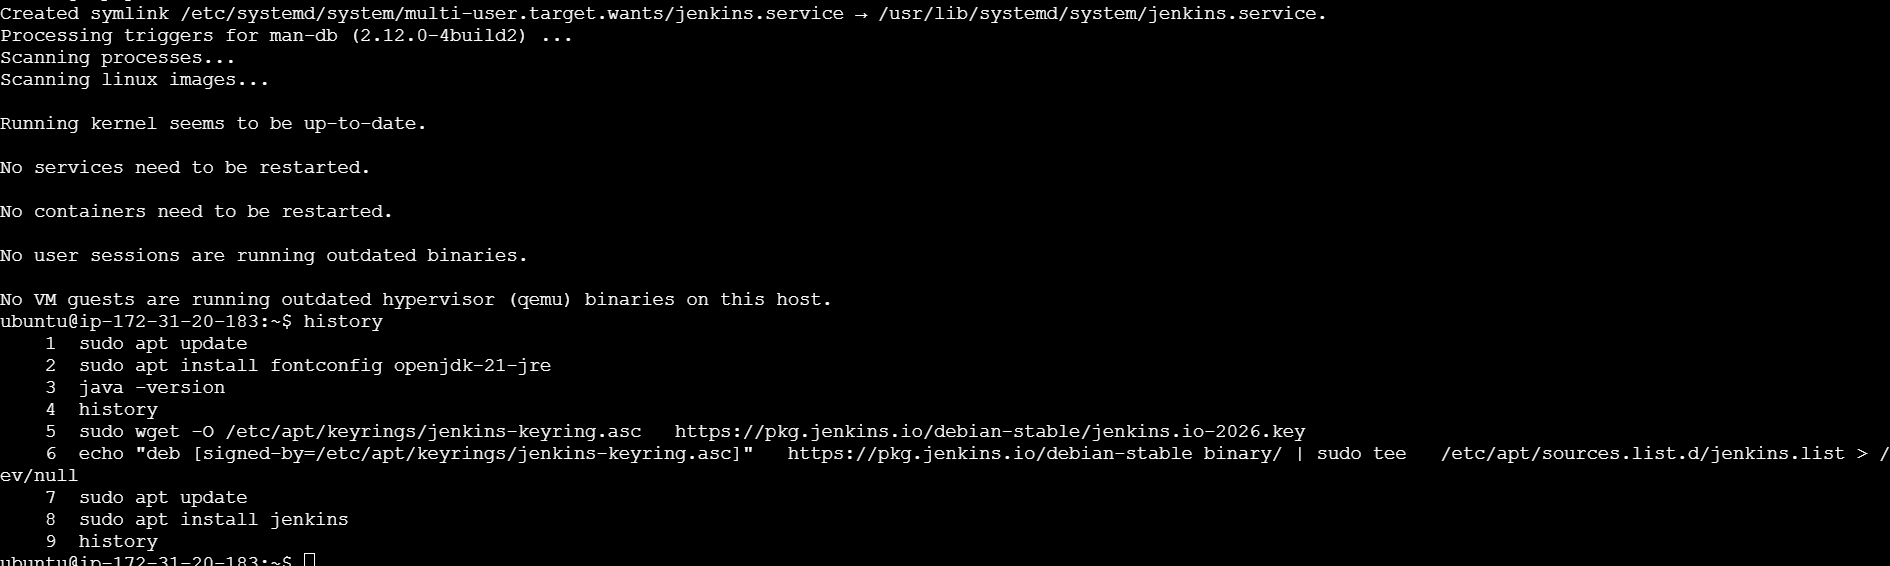 Created symlink /etc/systemd/system/multi-user.target.wants/jenkins.service → /usr/lib/systemd/system/jenkins.service.
Processing triggers for man-db (2.12.0-4build2) ...
Scanning processes...
Scanning linux images...
Running kernel seems to be up-to-date.
No services need to be restarted.
No containers need to be restarted.
No user sessions are running outdated binaries.
No VM guests are running outdated hypervisor (qemu) binaries on this host.
ubuntu@ip-172-31-20-183:~$ history
    1  sudo apt update
    2  sudo apt install fontconfig openjdk-21-jre
    3  java -version
    4  history
    5  sudo wget -O /etc/apt/keyrings/jenkins-keyring.asc   https://pkg.jenkins.io/debian-stable/jenkins.io-2026.key
    6  echo "deb [signed-by=/etc/apt/keyrings/jenkins-keyring.asc]"   https://pkg.jenkins.io/debian-stable binary/ | sudo tee   /etc/apt/sources.list.d/jenkins.list > /
ev/null
    7  sudo apt update
    8  sudo apt install jenkins
    9  history
ubuntu@ip-172-31-20-183:~$